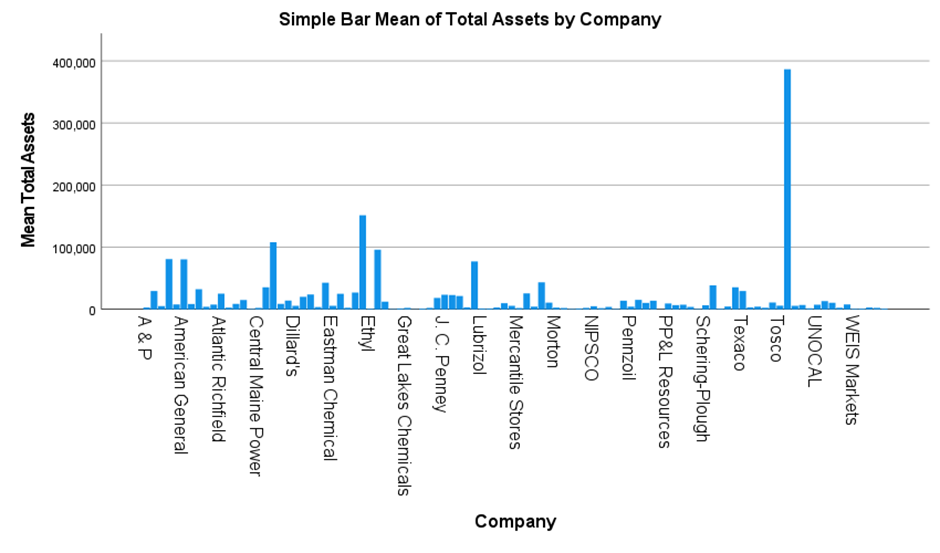 Simple Bar Mean of Total Assets by Company
Mean Total Assets
400,000
300,000
200,000
100,000
0
A & P
American General
Atlantic Richfield
Central Maine Power
Dillard's
Eastman Chemical
Ethyl
Great Lakes Chemicals
J. C. Penney
Lubrizol
Mercantile Stores
Morton
NIPSCO
Pennzoil
PP&L Resources
Schering-Plough
Texaco
Tosco
UNOCAL
WEIS Markets
Company